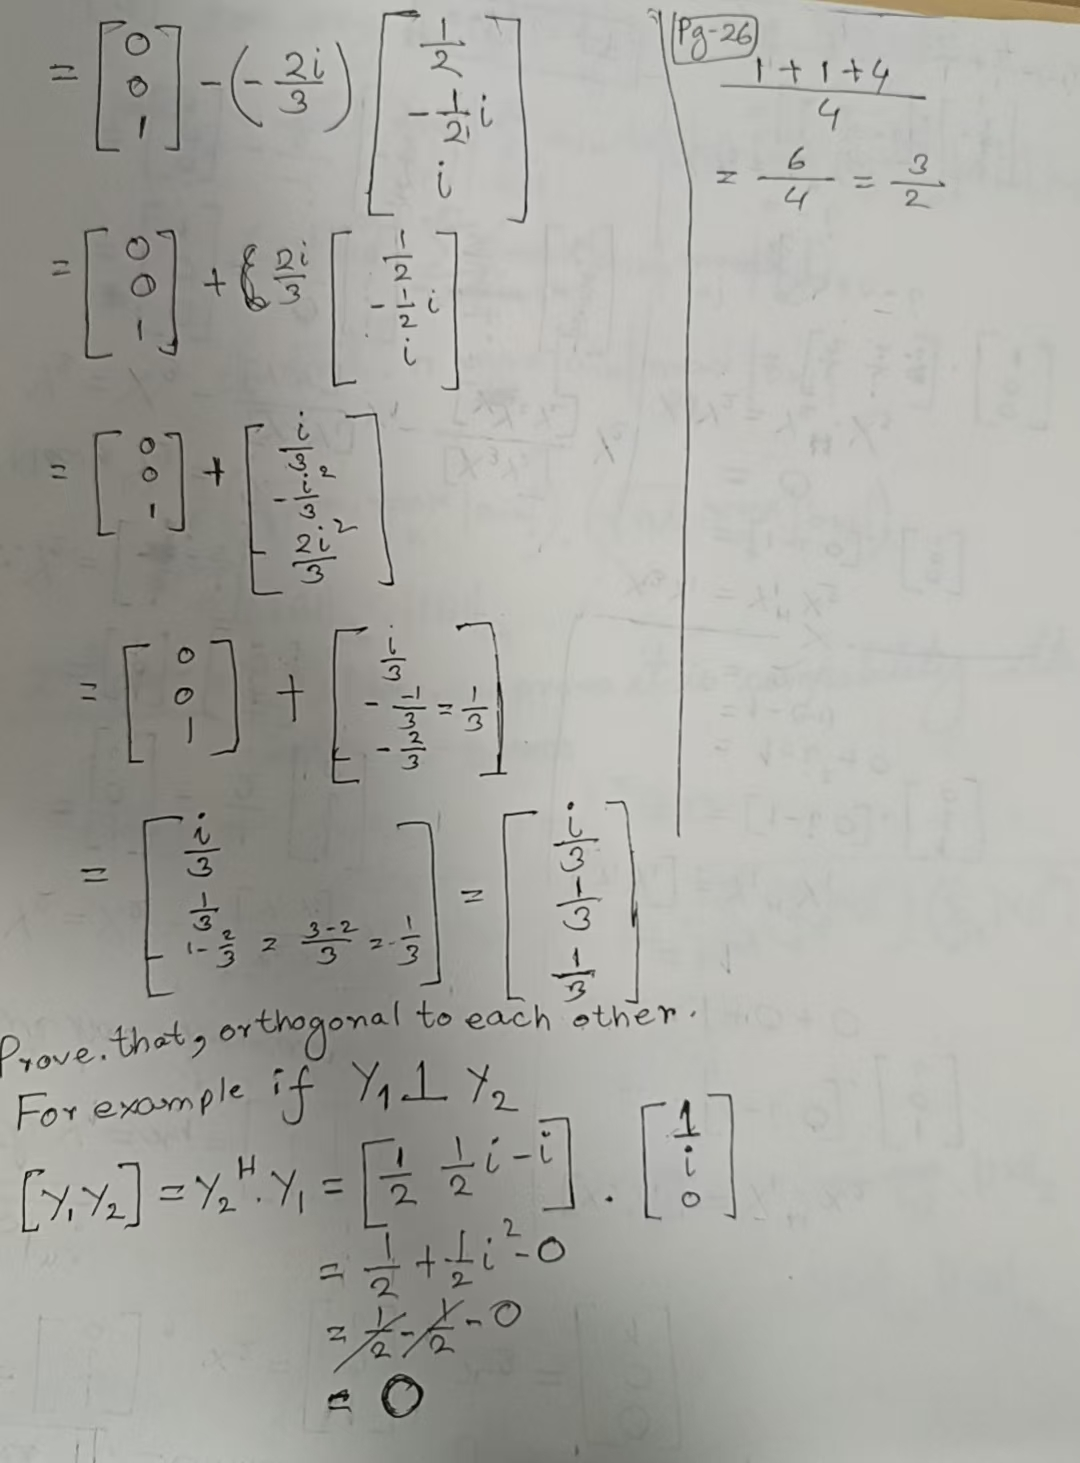 Pg-26
= [0 0 1] - (- 2i/3) [1/2 - 1/2 i i]
= [0 0 1] + 2i/3 [1/2 - 1/2 i i]
= [0 0 1] + [i/3 - i²/3 2i²/3]
= [0 0 1] + [i/3 - -1/3 = 1/3 - 2/3]
= [i/3 1/3 1 - 2/3 = 3-2/3 = - 1/3] = [i/3 1/3 1/3]
1+1+4/4
= 6/4 = 3/2
Prove. that, orthogonal to each other.
For example if Y₁ ⊥ Y₂
[Y₁Y₂] = Y₂ᴴ. Y₁ = [1/2 1/2 i -i] . [1 i 0]
= 1/2 + 1/2 i² - 0
= 1/2 - 1/2 - 0
= 0